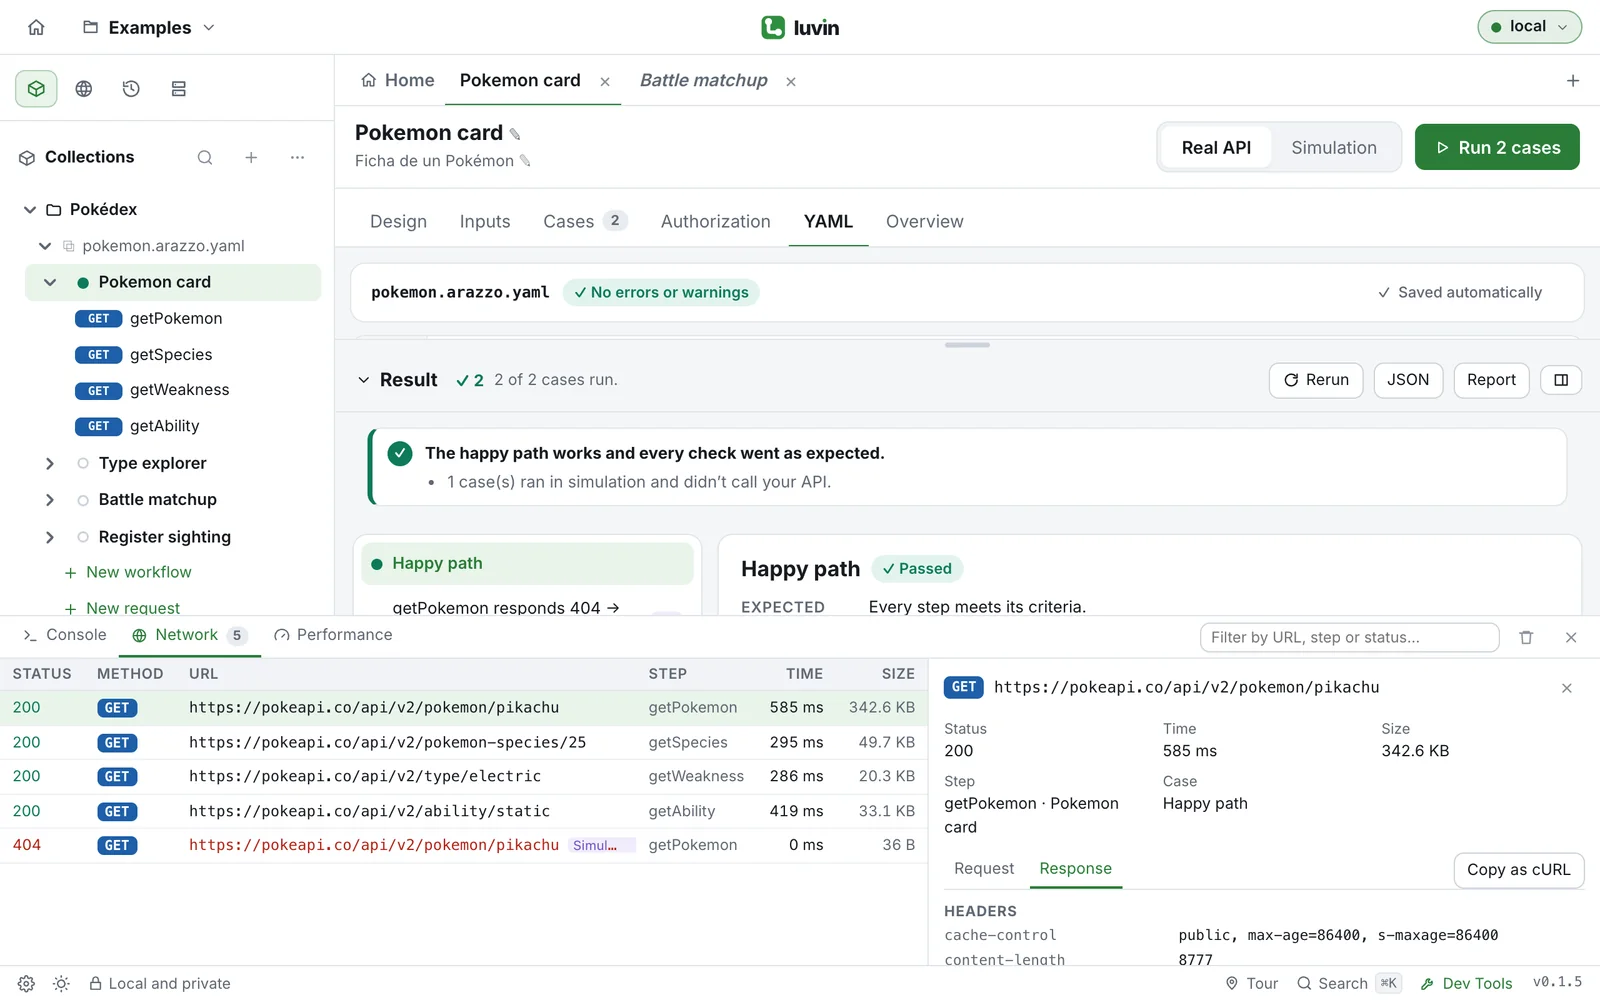 Examples
luvin
local
Home
Pokemon card
Battle matchup
Collections
Pokédex
pokemon.arazzo.yaml
Pokemon card
GET getPokemon
GET getSpecies
GET getWeakness
GET getAbility
Type explorer
Battle matchup
Register sighting
+ New workflow
+ New request
Pokemon card
Ficha de un Pokémon
Real API
Simulation
Run 2 cases
Design
Inputs
Cases 2
Authorization
YAML
Overview
pokemon.arazzo.yaml
✓ No errors or warnings
✓ Saved automatically
Result
✓ 2
2 of 2 cases run.
Rerun
JSON
Report
The happy path works and every check went as expected.
• 1 case(s) ran in simulation and didn’t call your API.
Happy path
getPokemon responds 404 →
Happy path
✓ Passed
EXPECTED Every step meets its criteria.
Console
Network 5
Performance
Filter by URL, step or status...
STATUS METHOD URL STEP TIME SIZE
200 GET https://pokeapi.co/api/v2/pokemon/pikachu getPokemon 585 ms 342.6 KB
200 GET https://pokeapi.co/api/v2/pokemon-species/25 getSpecies 295 ms 49.7 KB
200 GET https://pokeapi.co/api/v2/type/electric getWeakness 286 ms 20.3 KB
200 GET https://pokeapi.co/api/v2/ability/static getAbility 419 ms 33.1 KB
404 GET https://pokeapi.co/api/v2/pokemon/pikachu Simul... getPokemon 0 ms 36 B
GET https://pokeapi.co/api/v2/pokemon/pikachu
Status Time Size
200 585 ms 342.6 KB
Step Case
getPokemon · Pokemon card Happy path
Request
Response
Copy as cURL
HEADERS
cache-control public, max-age=86400, s-maxage=86400
content-length 8777
Local and private
Tour
Search ⌘K
Dev Tools
v0.1.5